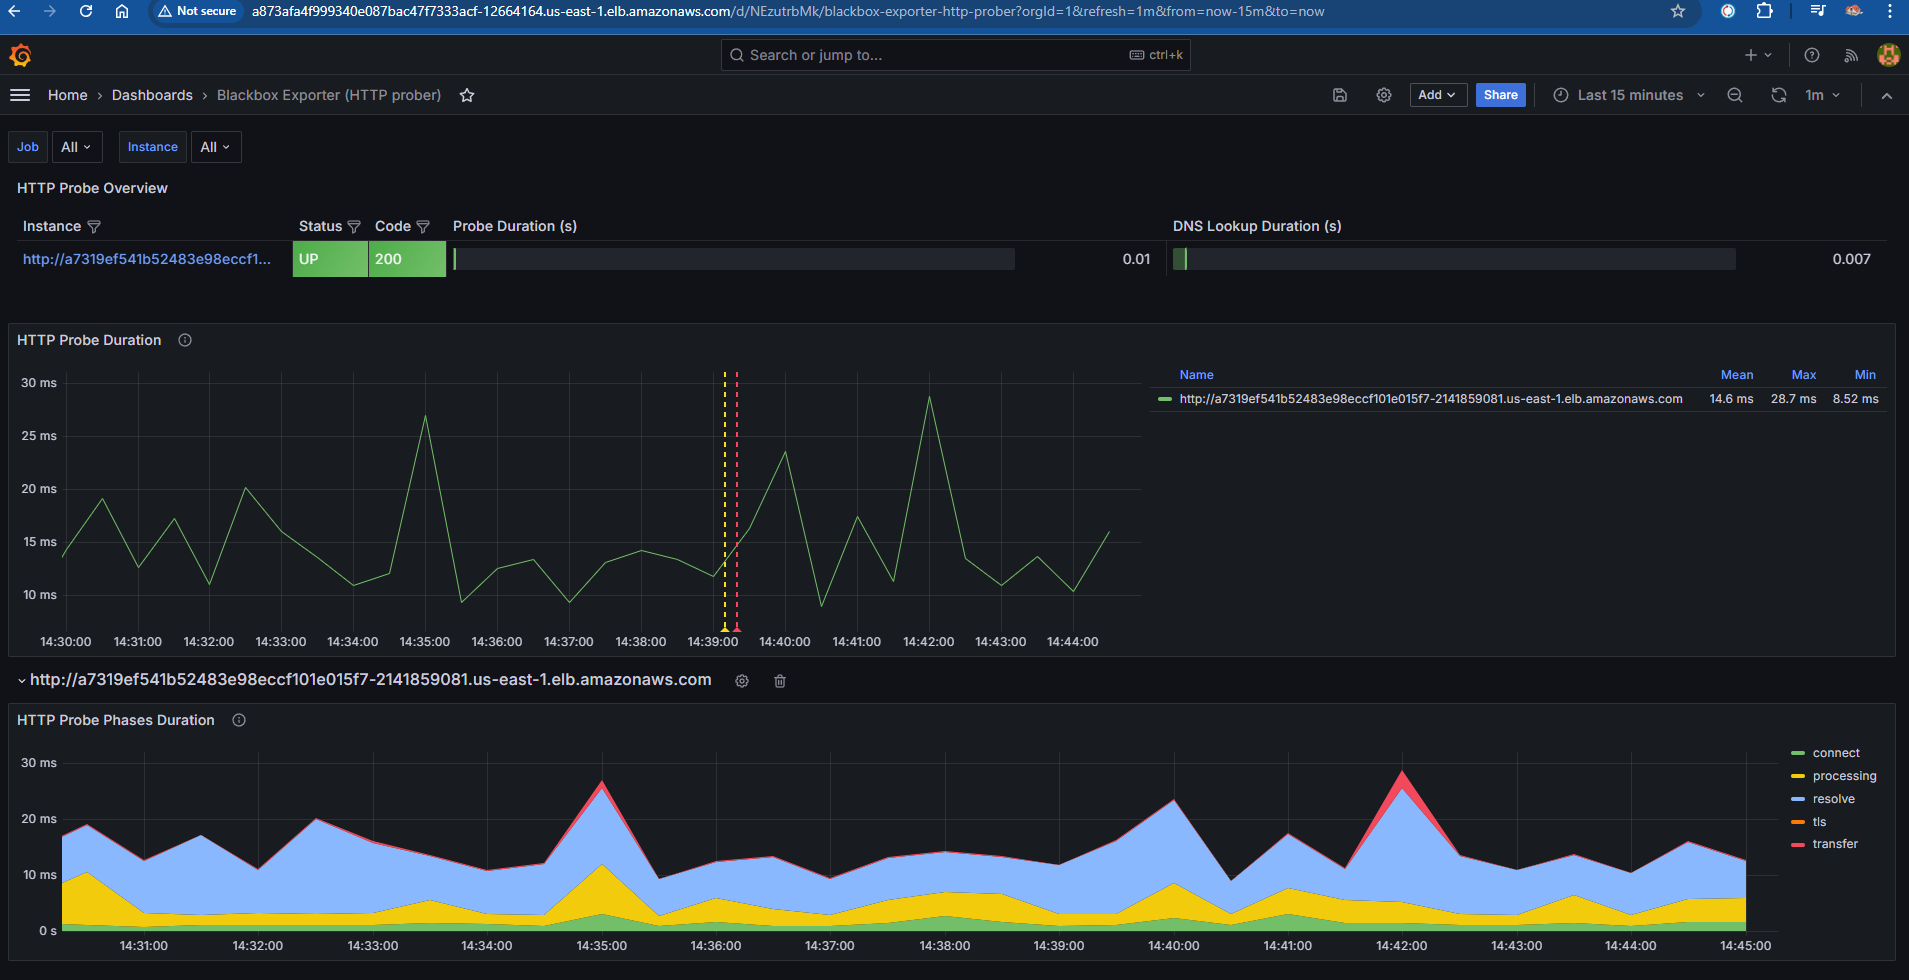 Not secure a873afa4f999340e087bac47f7333acf-12664164.us-east-1.elb.amazonaws.com/d/NEzutrbMk/blackbox-exporter-http-prober?orgId=1&refresh=1m&from=now-15m&to=now
Search or jump to... ctrl+k
Home › Dashboards › Blackbox Exporter (HTTP prober) Add Share Last 15 minutes 1m
Job All Instance All
HTTP Probe Overview
Instance Status Code Probe Duration (s) DNS Lookup Duration (s)
http://a7319ef541b52483e98eccf1... UP 200 0.01 0.007
HTTP Probe Duration
Name Mean Max Min
http://a7319ef541b52483e98eccf101e015f7-2141859081.us-east-1.elb.amazonaws.com 14.6 ms 28.7 ms 8.52 ms
30 ms
25 ms
20 ms
15 ms
10 ms
14:30:00 14:31:00 14:32:00 14:33:00 14:34:00 14:35:00 14:36:00 14:37:00 14:38:00 14:39:00 14:40:00 14:41:00 14:42:00 14:43:00 14:44:00
http://a7319ef541b52483e98eccf101e015f7-2141859081.us-east-1.elb.amazonaws.com
HTTP Probe Phases Duration
30 ms
20 ms
10 ms
0 s
14:31:00 14:32:00 14:33:00 14:34:00 14:35:00 14:36:00 14:37:00 14:38:00 14:39:00 14:40:00 14:41:00 14:42:00 14:43:00 14:44:00 14:45:00
connect
processing
resolve
tls
transfer